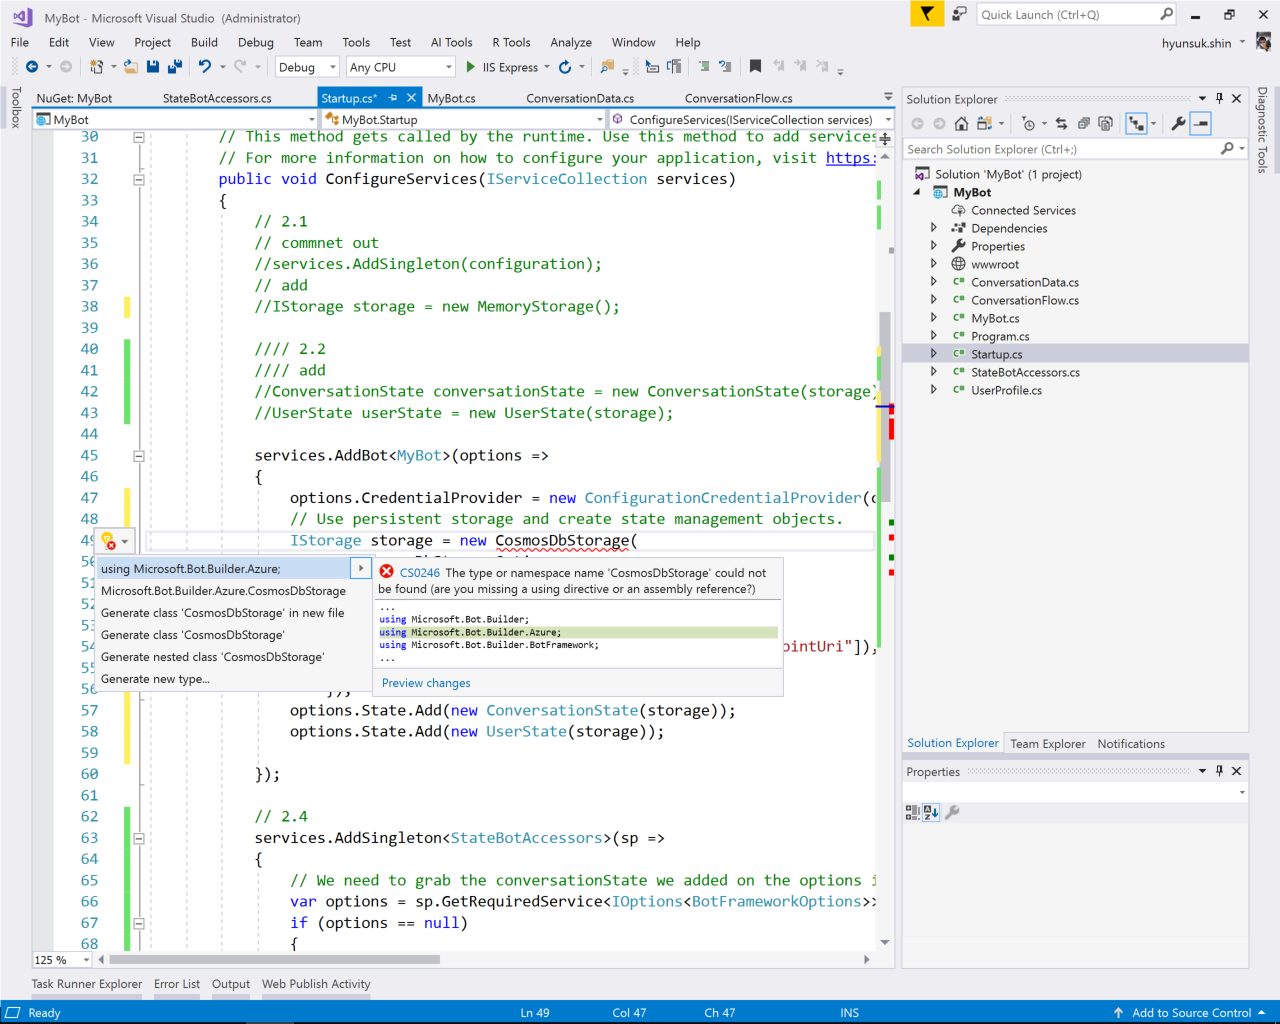 MyBot - Microsoft Visual Studio (Administrator)
Quick Launch (Ctrl+Q)
File Edit View Project Build Debug Team Tools Test AI Tools R Tools Analyze Window Help
hyunsuk.shin
Debug Any CPU IIS Express
Toolbox
NuGet: MyBot StateBotAccessors.cs Startup.cs* MyBot.cs ConversationData.cs ConversationFlow.cs
MyBot MyBot.Startup ConfigureServices(IServiceCollection services)
30 // This method gets called by the runtime. Use this method to add services
31 // For more information on how to configure your application, visit https:
32 public void ConfigureServices(IServiceCollection services)
33 {
34 // 2.1
35 // commnet out
36 //services.AddSingleton(configuration);
37 // add
38 //IStorage storage = new MemoryStorage();
39
40 //// 2.2
41 //// add
42 //ConversationState conversationState = new ConversationState(storage)
43 //UserState userState = new UserState(storage);
44
45 services.AddBot<MyBot>(options =>
46 {
47 options.CredentialProvider = new ConfigurationCredentialProvider(c
48 // Use persistent storage and create state management objects.
49 IStorage storage = new CosmosDbStorage(
using Microsoft.Bot.Builder.Azure;
Microsoft.Bot.Builder.Azure.CosmosDbStorage
Generate class 'CosmosDbStorage' in new file
Generate class 'CosmosDbStorage'
Generate nested class 'CosmosDbStorage'
Generate new type...
CS0246 The type or namespace name 'CosmosDbStorage' could not
be found (are you missing a using directive or an assembly reference?)
...
using Microsoft.Bot.Builder;
using Microsoft.Bot.Builder.Azure;
using Microsoft.Bot.Builder.BotFramework;
...
Preview changes
ointUri"]),
56 });
57 options.State.Add(new ConversationState(storage));
58 options.State.Add(new UserState(storage));
59
60 });
61
62 // 2.4
63 services.AddSingleton<StateBotAccessors>(sp =>
64 {
65 // We need to grab the conversationState we added on the options i
66 var options = sp.GetRequiredService<IOptions<BotFrameworkOptions>>
67 if (options == null)
68 {
125 %
Solution Explorer
Search Solution Explorer (Ctrl+;)
Solution 'MyBot' (1 project)
MyBot
Connected Services
Dependencies
Properties
wwwroot
C# ConversationData.cs
C# ConversationFlow.cs
C# MyBot.cs
C# Program.cs
C# Startup.cs
C# StateBotAccessors.cs
C# UserProfile.cs
Solution Explorer Team Explorer Notifications
Properties
Diagnostic Tools
Task Runner Explorer Error List Output Web Publish Activity
Ready Ln 49 Col 47 Ch 47 INS Add to Source Control